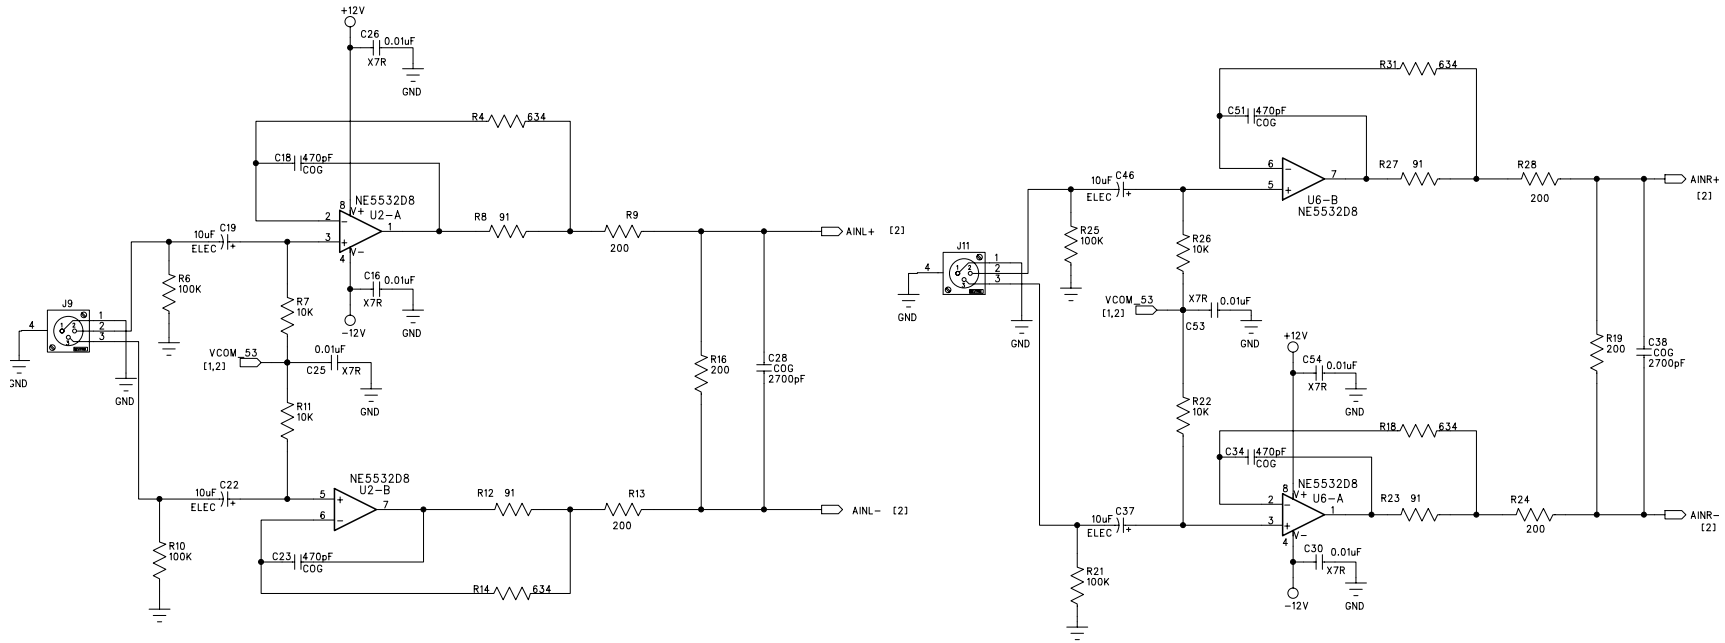 +12V
C26 0.01uF
X7R
GND
R4 634
C18 470pF
COG
NE5532D8
U2-A
8
V+
2
3
1
V-
4
R8 91
R9
200
AINL+ [2]
10uF C19
ELEC
R6
100K
R7
10K
C16 0.01uF
X7R
GND
-12V
J9
4
1
2
3
GND
GND
VCOM_53
[1,2]
0.01uF
C25 X7R
GND
R11
10K
R16
200
C28
COG
2700pF
10uF C22
ELEC
NE5532D8
U2-B
5
6
7
R12 91
R13
200
AINL- [2]
R10
100K
C23 470pF
COG
R14 634
R31 634
C51 470pF
COG
6
5
7
U6-B
NE5532D8
R27 91
R28
200
AINR+
[2]
10uF C46
ELEC
R25
100K
R26
10K
J11
4
1
2
3
GND
GND
VCOM_53
[1,2]
X7R 0.01uF
C53
GND
+12V
C54 0.01uF
X7R
GND
R19
200
C38
COG
2700pF
R22
10K
R18 634
C34 470pF
COG
NE5532D8
U6-A
8
V+
2
3
1
V-
4
R23 91
R24
200
AINR-
[2]
10uF C37
ELEC
R21
100K
C30 0.01uF
X7R
GND
-12V